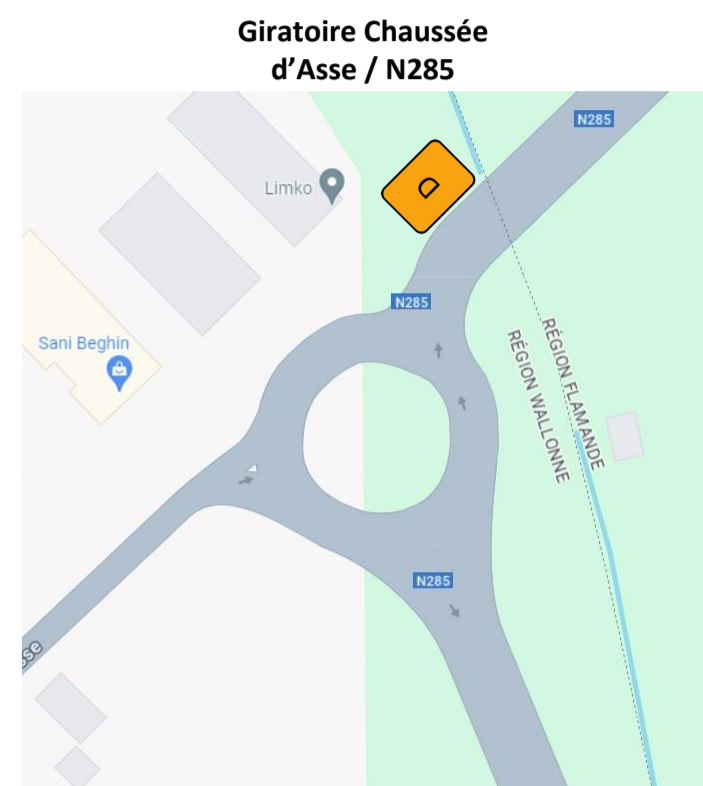 Giratoire Chaussée
d’Asse / N285
N285
D
Limko
N285
RÉGION FLAMANDE
RÉGION WALLONNE
Sani Beghin
N285
sse